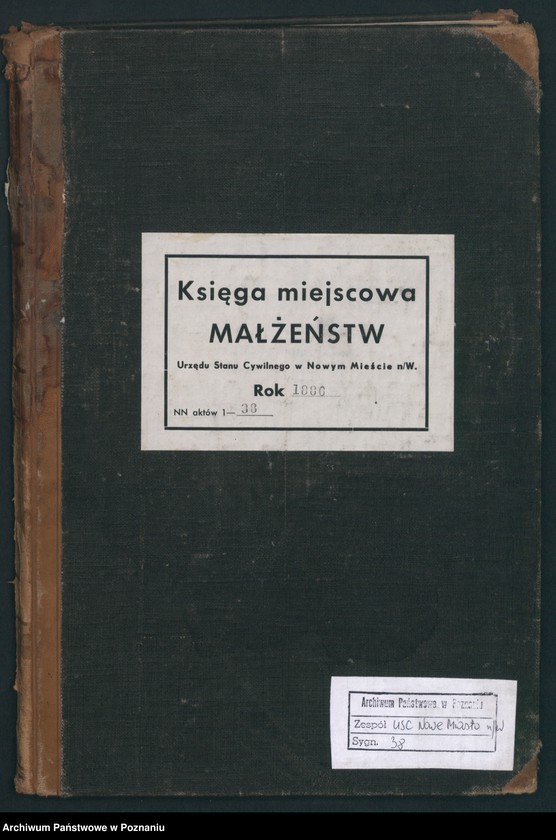 Księga miejscowa
MAŁŻEŃSTW
Urzędu Stanu Cywilnego w Nowym Mieście n/W.
Rok 1886
NN aktów 1— 38
Archiwum Państwowe w Poznaniu
Zespół USC Nowe Miasto n/W
Sygn. 38
Archiwum Państwowe w Poznaniu